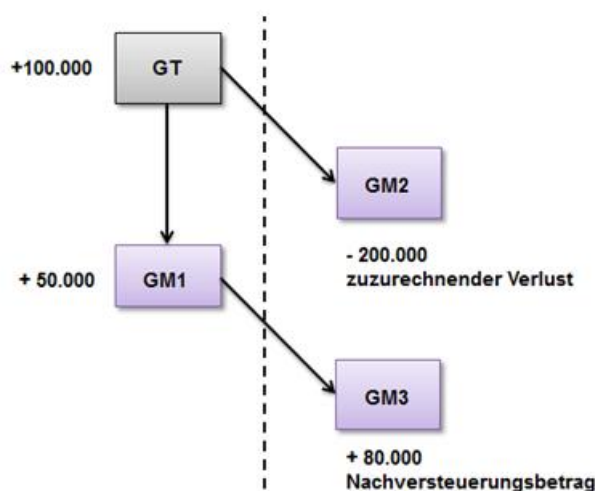 +100.000
GT
GM2
- 200.000
zuzurechnender Verlust
+ 50.000
GM1
GM3
+ 80.000
Nachversteuerungsbetrag